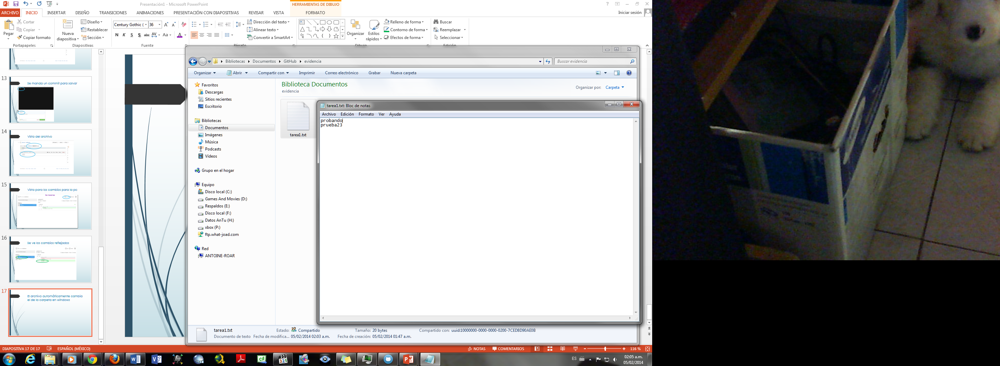 Presentación1 - Microsoft PowerPoint
HERRAMIENTAS DE DIBUJO
ARCHIVO INICIO INSERTAR DISEÑO TRANSICIONES ANIMACIONES PRESENTACIÓN CON DIAPOSITIVAS REVISAR VISTA FORMATO Iniciar sesión
Pegar
Cortar
Copiar
Copiar formato
Portapapeles
Nueva diapositiva
Diseño
Restablecer
Sección
Diapositivas
Century Gothic ( 36
N K S S abc AV Aa A
Fuente
Dirección del texto
Alinear texto
Convertir a SmartArt
Párrafo
Organizar
Estilos rápidos
Relleno de forma
Contorno de forma
Efectos de forma
Dibujo
Buscar
Reemplazar
Seleccionar
Edición
13
Se manda un commit para salvar
14
Vista del archivo
15
Vista para los cambios para la pc
16
Se ve los cambios reflejados
17
El archivo automáticamente cambia
el de la carpeta en windows
Bibliotecas Documentos GitHub evidencia
Buscar evidencia
Organizar Abrir Compartir con Imprimir Correo electrónico Grabar Nueva carpeta
Favoritos
Descargas
Sitios recientes
Escritorio
Bibliotecas
Documentos
Imágenes
Música
Podcasts
Vídeos
Grupo en el hogar
Equipo
Disco local (C:)
Games And Movies (D:)
Respaldos (E:)
Disco local (F:)
Datos AnTu (H:)
xbox (P:)
ftp.what-joad.com
Red
ANTOINE-ROAR
Biblioteca Documentos
evidencia
Organizar por: Carpeta
tarea1.txt
tarea1.txt: Bloc de notas
Archivo Edición Formato Ver Ayuda
probando
prueba23
tarea1.txt Estado: Compartido Tamaño: 20 bytes Compartido con: uuid:10000000-0000-0000-0200-7CED8D90AE0B
Documento de texto Fecha de modifica... 05/02/2014 02:03 a.m. Fecha de creación: 05/02/2014 01:47 a.m.
DIAPOSITIVA 17 DE 17 ESPAÑOL (MÉXICO) NOTAS COMENTARIOS 116 %
ES
02:05 a.m.
05/02/2014